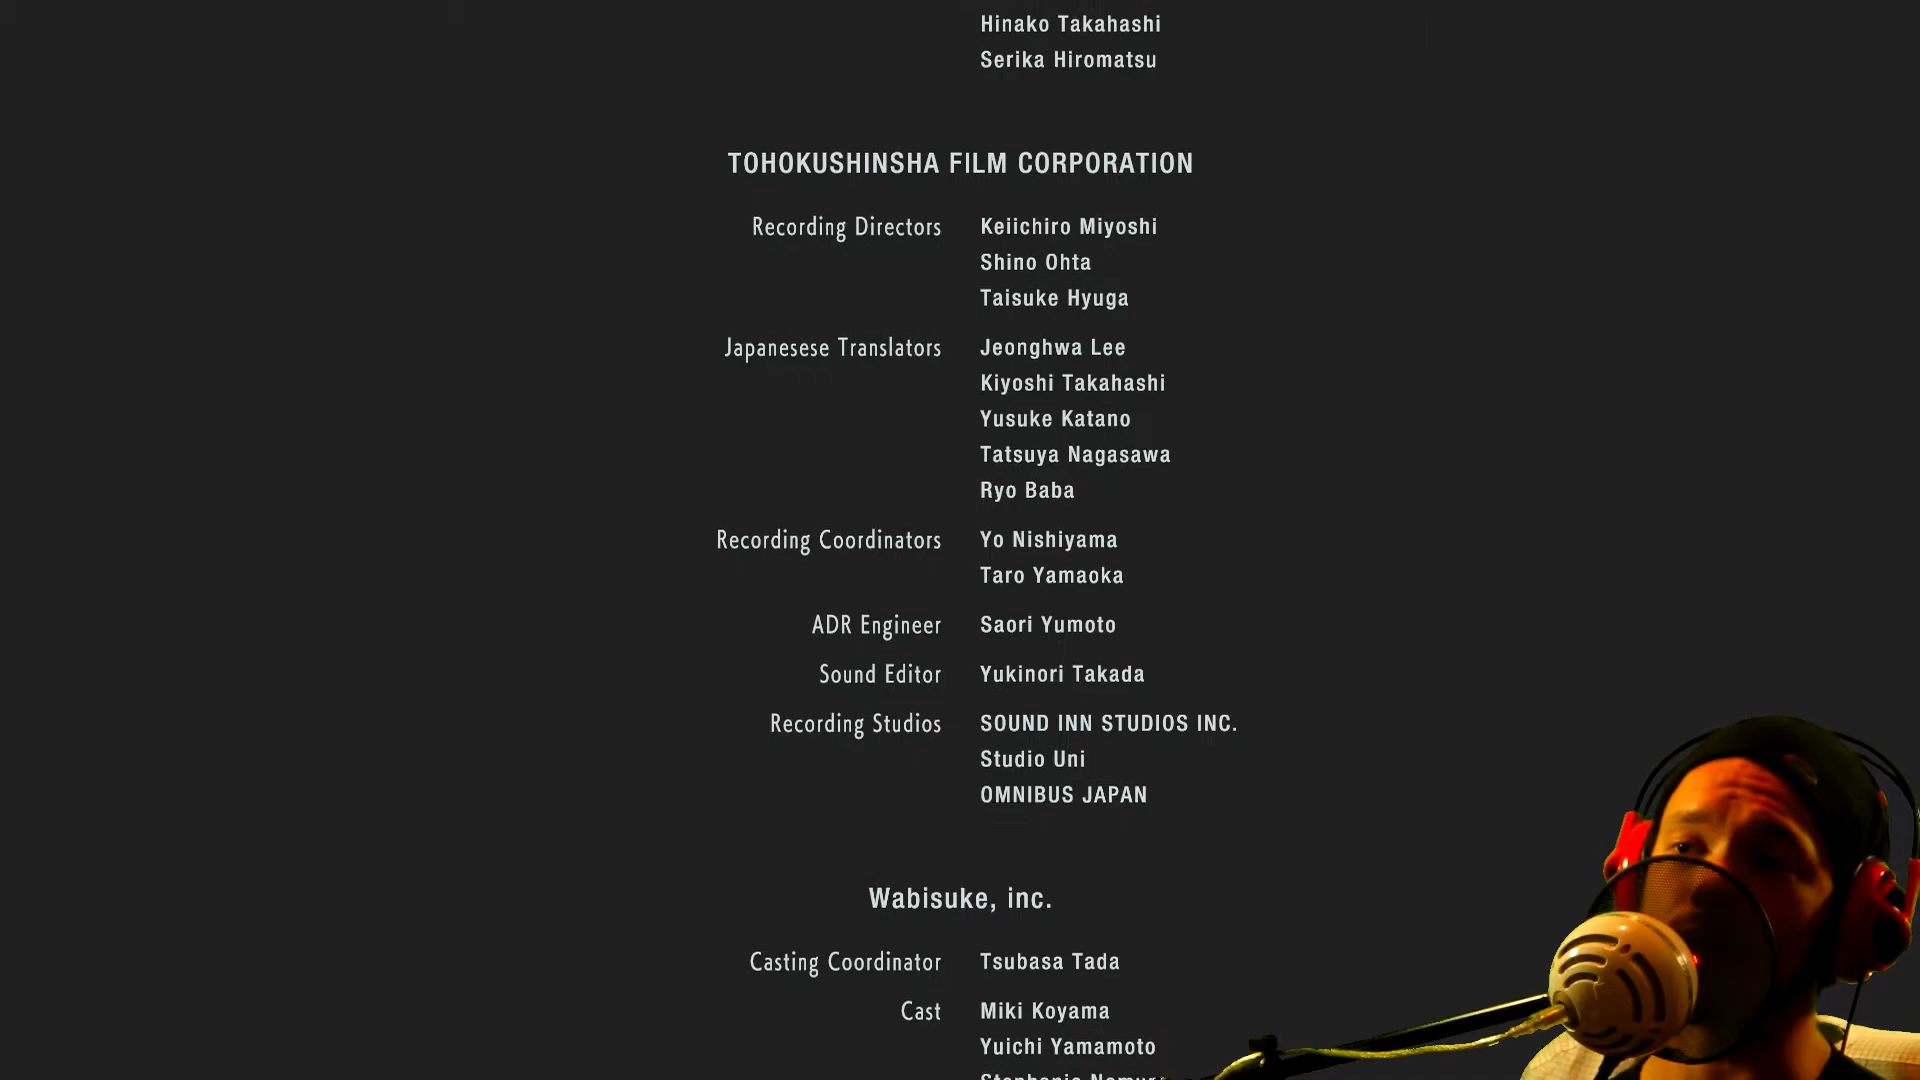 Hinako Takahashi
Serika Hiromatsu
TOHOKUSHINSHA FILM CORPORATION
Recording Directors Keiichiro Miyoshi
Shino Ohta
Taisuke Hyuga
Japanesese Translators Jeonghwa Lee
Kiyoshi Takahashi
Yusuke Katano
Tatsuya Nagasawa
Ryo Baba
Recording Coordinators Yo Nishiyama
Taro Yamaoka
ADR Engineer Saori Yumoto
Sound Editor Yukinori Takada
Recording Studios SOUND INN STUDIOS INC.
Studio Uni
OMNIBUS JAPAN
Wabisuke, inc.
Casting Coordinator Tsubasa Tada
Cast Miki Koyama
Yuichi Yamamoto